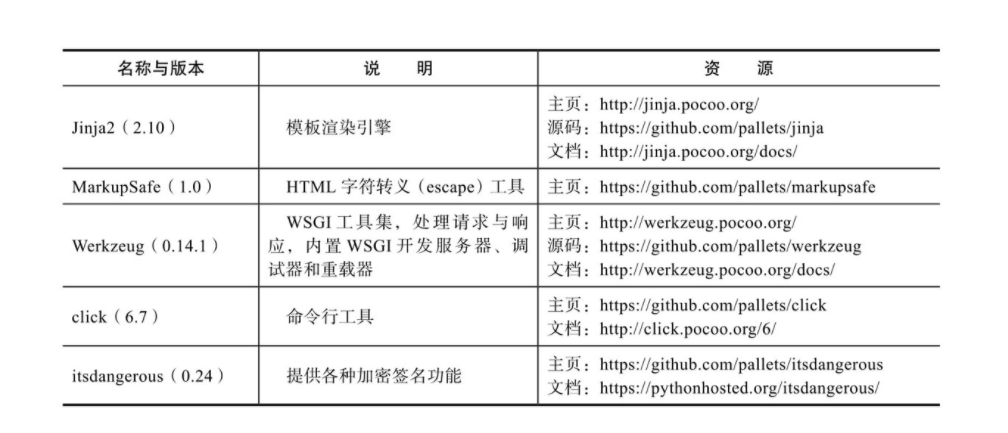 名称与版本 说 明 资 源
Jinja2（2.10） 模板渲染引擎
主页：http://jinja.pocoo.org/
源码：https://github.com/pallets/jinja
文档：http://jinja.pocoo.org/docs/
MarkupSafe（1.0） HTML 字符转义（escape）工具 主页：https://github.com/pallets/markupsafe
Werkzeug（0.14.1）
WSGI 工具集，处理请求与响
应，内置 WSGI 开发服务器、调
试器和重载器
主页：http://werkzeug.pocoo.org/
源码：https://github.com/pallets/werkzeug
文档：http://werkzeug.pocoo.org/docs/
click（6.7） 命令行工具
主页：https://github.com/pallets/click
文档：http://click.pocoo.org/6/
itsdangerous（0.24） 提供各种加密签名功能
主页：https://github.com/pallets/itsdangerous
文档：https://pythonhosted.org/itsdangerous/